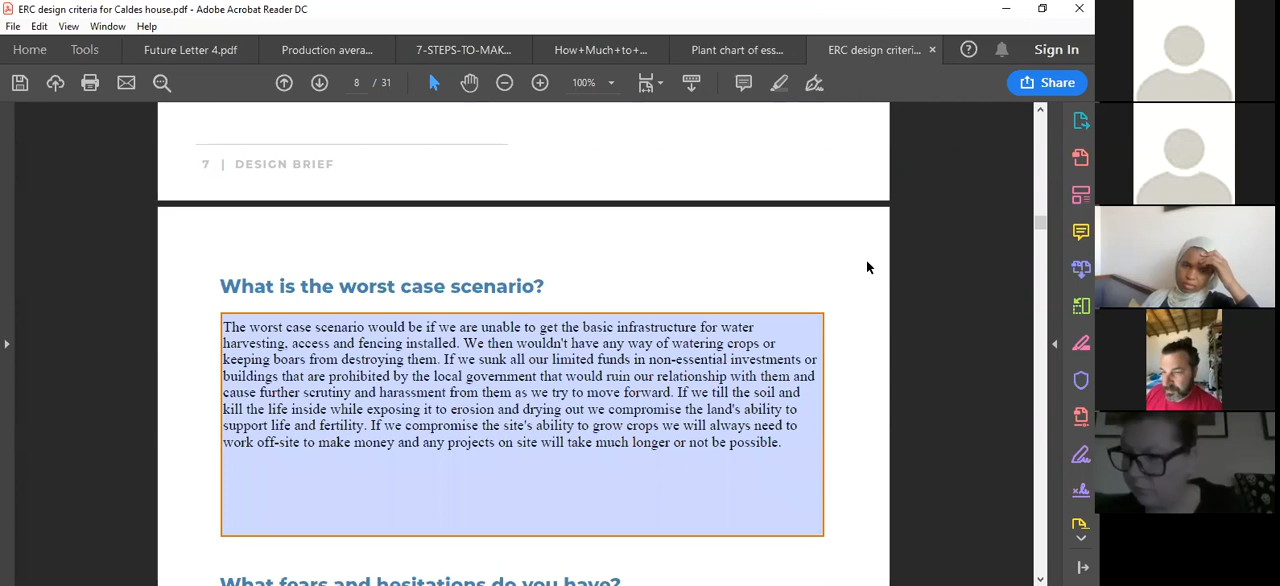 ERC design criteria for Caldes house.pdf - Adobe Acrobat Reader DC
File Edit View Window Help
Home Tools Future Letter 4.pdf Production avera... 7-STEPS-TO-MAK... How+Much+to+... Plant chart of ess... ERC design criteri... × Sign In
8 / 31 100% Share
7 | DESIGN BRIEF
What is the worst case scenario?
The worst case scenario would be if we are unable to get the basic infrastructure for water
harvesting, access and fencing installed. We then wouldn't have any way of watering crops or
keeping boars from destroying them. If we sunk all our limited funds in non-essential investments or
buildings that are prohibited by the local government that would ruin our relationship with them and
cause further scrutiny and harassment from them as we try to move forward. If we till the soil and
kill the life inside while exposing it to erosion and drying out we compromise the land's ability to
support life and fertility. If we compromise the site's ability to grow crops we will always need to
work off-site to make money and any projects on site will take much longer or not be possible.
What fears and hesitations do you have?